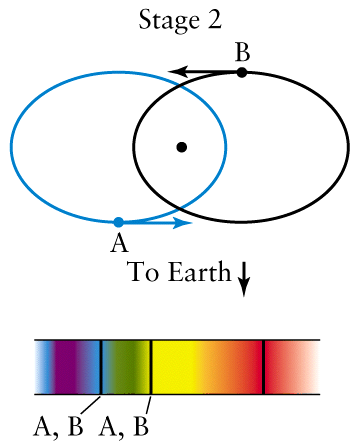 Stage 2
B
A
To Earth
A, B A, B